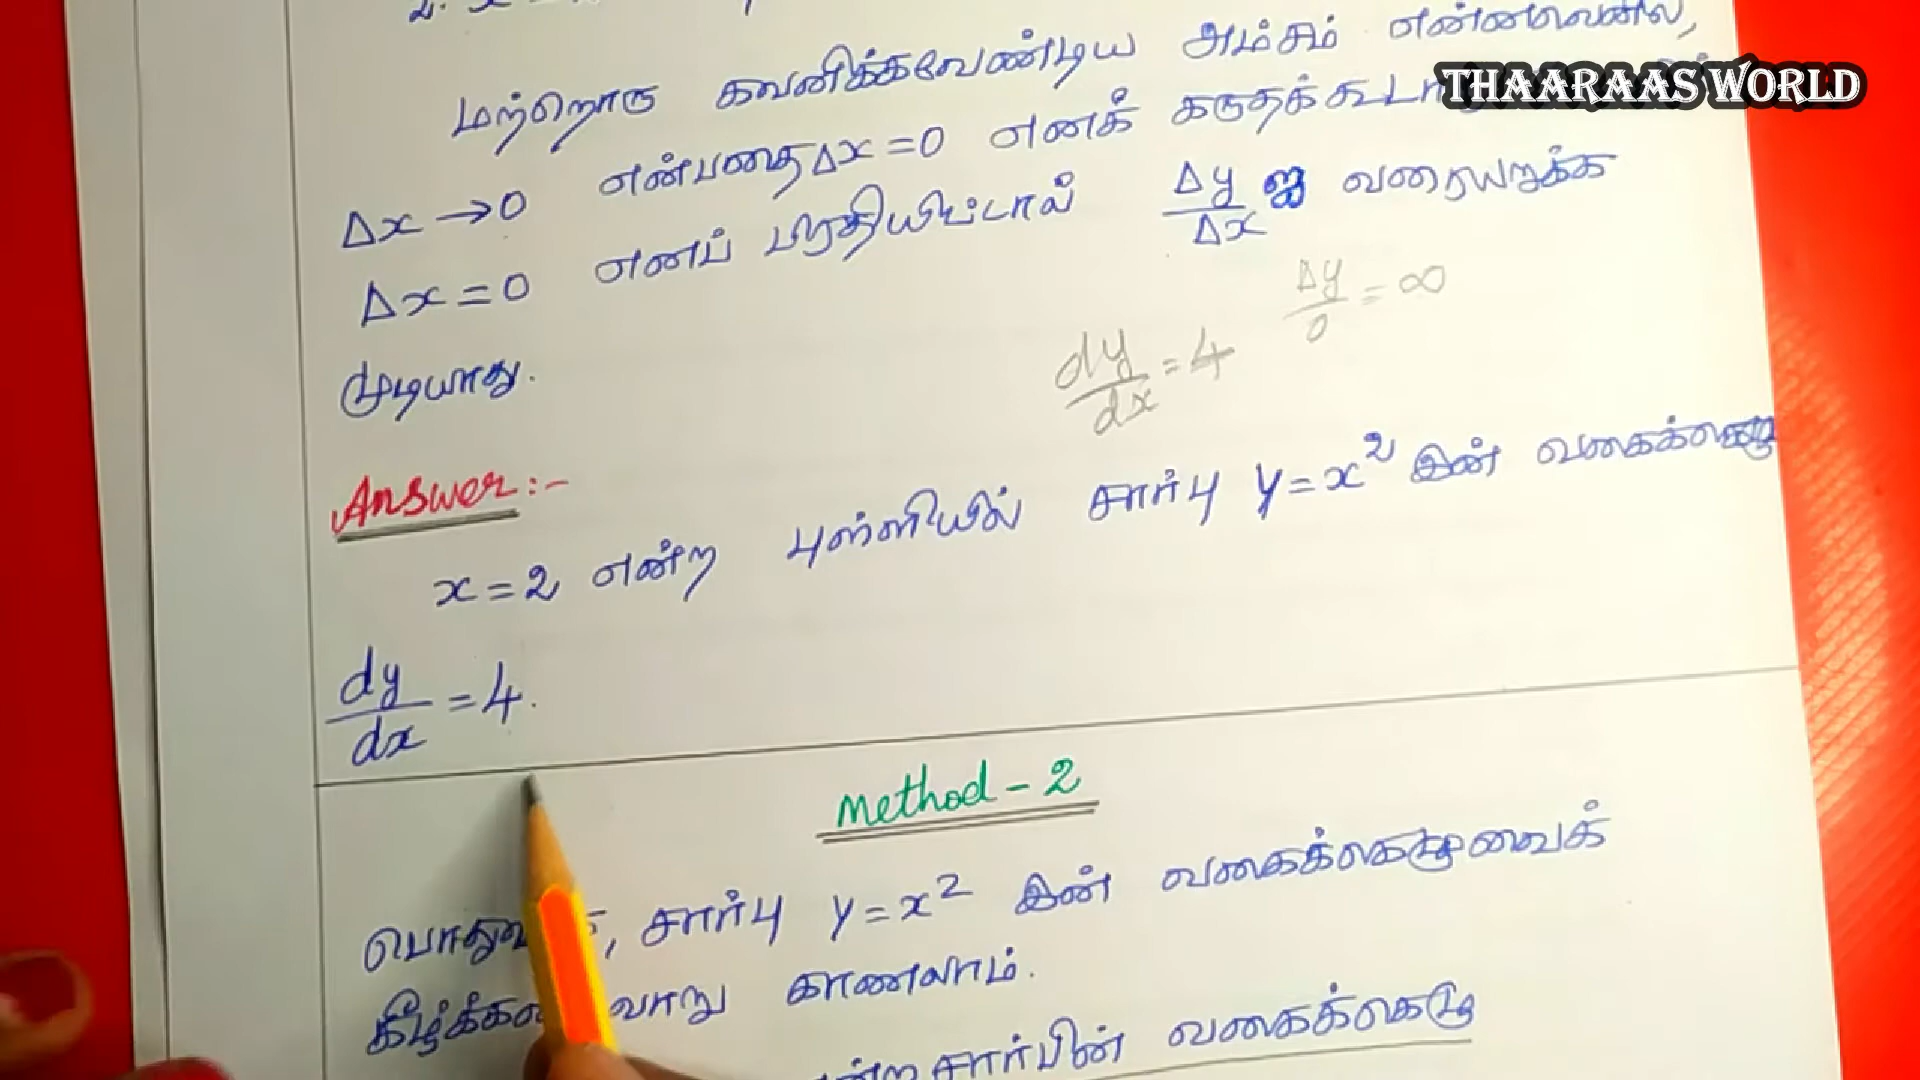 THAARAAS WORLD
மற்றொரு கவனிக்கவேண்டிய அம்சம் என்னவெனில்,
Δx → 0 என்பதை Δx = 0 எனக் கருதக்கூடா
Δx = 0 எனப் பிரதியிட்டால் Δy/Δx ஐ வரையறுக்க
Δy/0 = ∞
முடியாது.
dy/dx = 4
Answer :-
x = 2 என்ற புள்ளியில் சார்பு y = x² இன் வகைக்கெழு
dy/dx = 4.
Method - 2
சார்பு y = x² இன் வகைக்கெழுவைக்
வாறு காணலாம்.
சார்பின் வகைக்கெழு